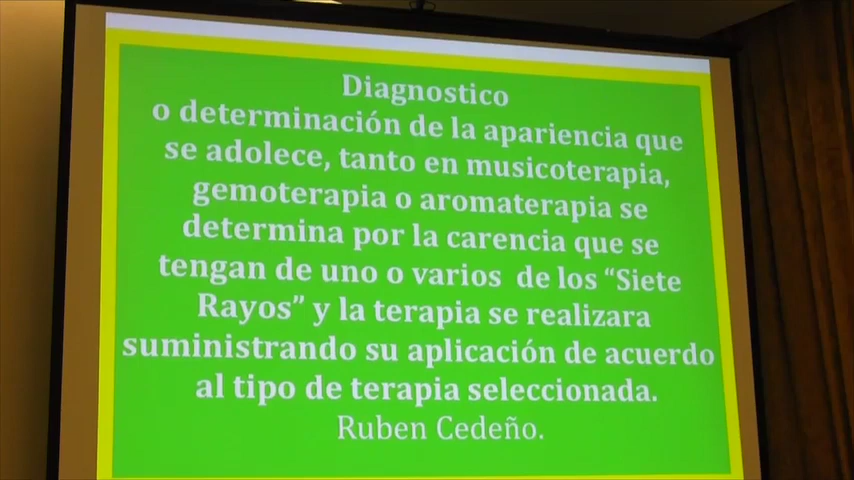 Diagnostico
o determinación de la apariencia que
se adolece, tanto en musicoterapia,
gemoterapia o aromaterapia se
determina por la carencia que se
tengan de uno o varios de los “Siete
Rayos” y la terapia se realizara
suministrando su aplicación de acuerdo
al tipo de terapia seleccionada.
Ruben Cedeño.